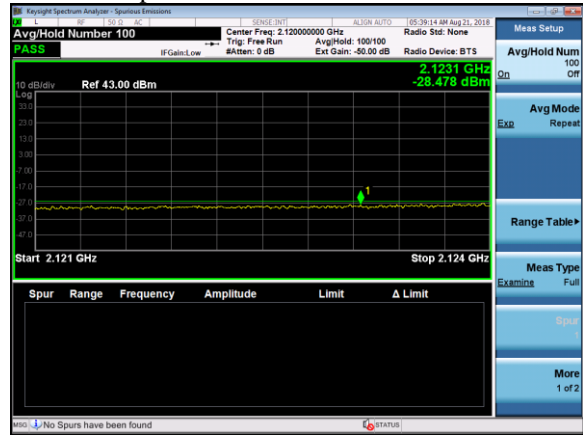 Keysight Spectrum Analyzer - Spurious Emissions
L RF 50 Ω AC SENSE:INT ALIGN AUTO 05:39:14 AM Aug 21, 2018
Avg/Hold Number 100 Center Freq: 2.120000000 GHz Radio Std: None
Trig: Free Run Avg|Hold: 100/100
PASS IFGain:Low #Atten: 0 dB Ext Gain: -50.00 dB Radio Device: BTS
2.1231 GHz
10 dB/div Ref 43.00 dBm -28.478 dBm
Log
33.0
23.0
13.0
3.00
-7.00
-17.0
1
-27.0
-37.0
-47.0
Start 2.121 GHz Stop 2.124 GHz
Spur Range Frequency Amplitude Limit Δ Limit
MSG No Spurs have been found STATUS
Meas Setup
Avg/Hold Num
100
On Off
Avg Mode
Exp Repeat
Range Table
Meas Type
Examine Full
Spur
1
More
1 of 2